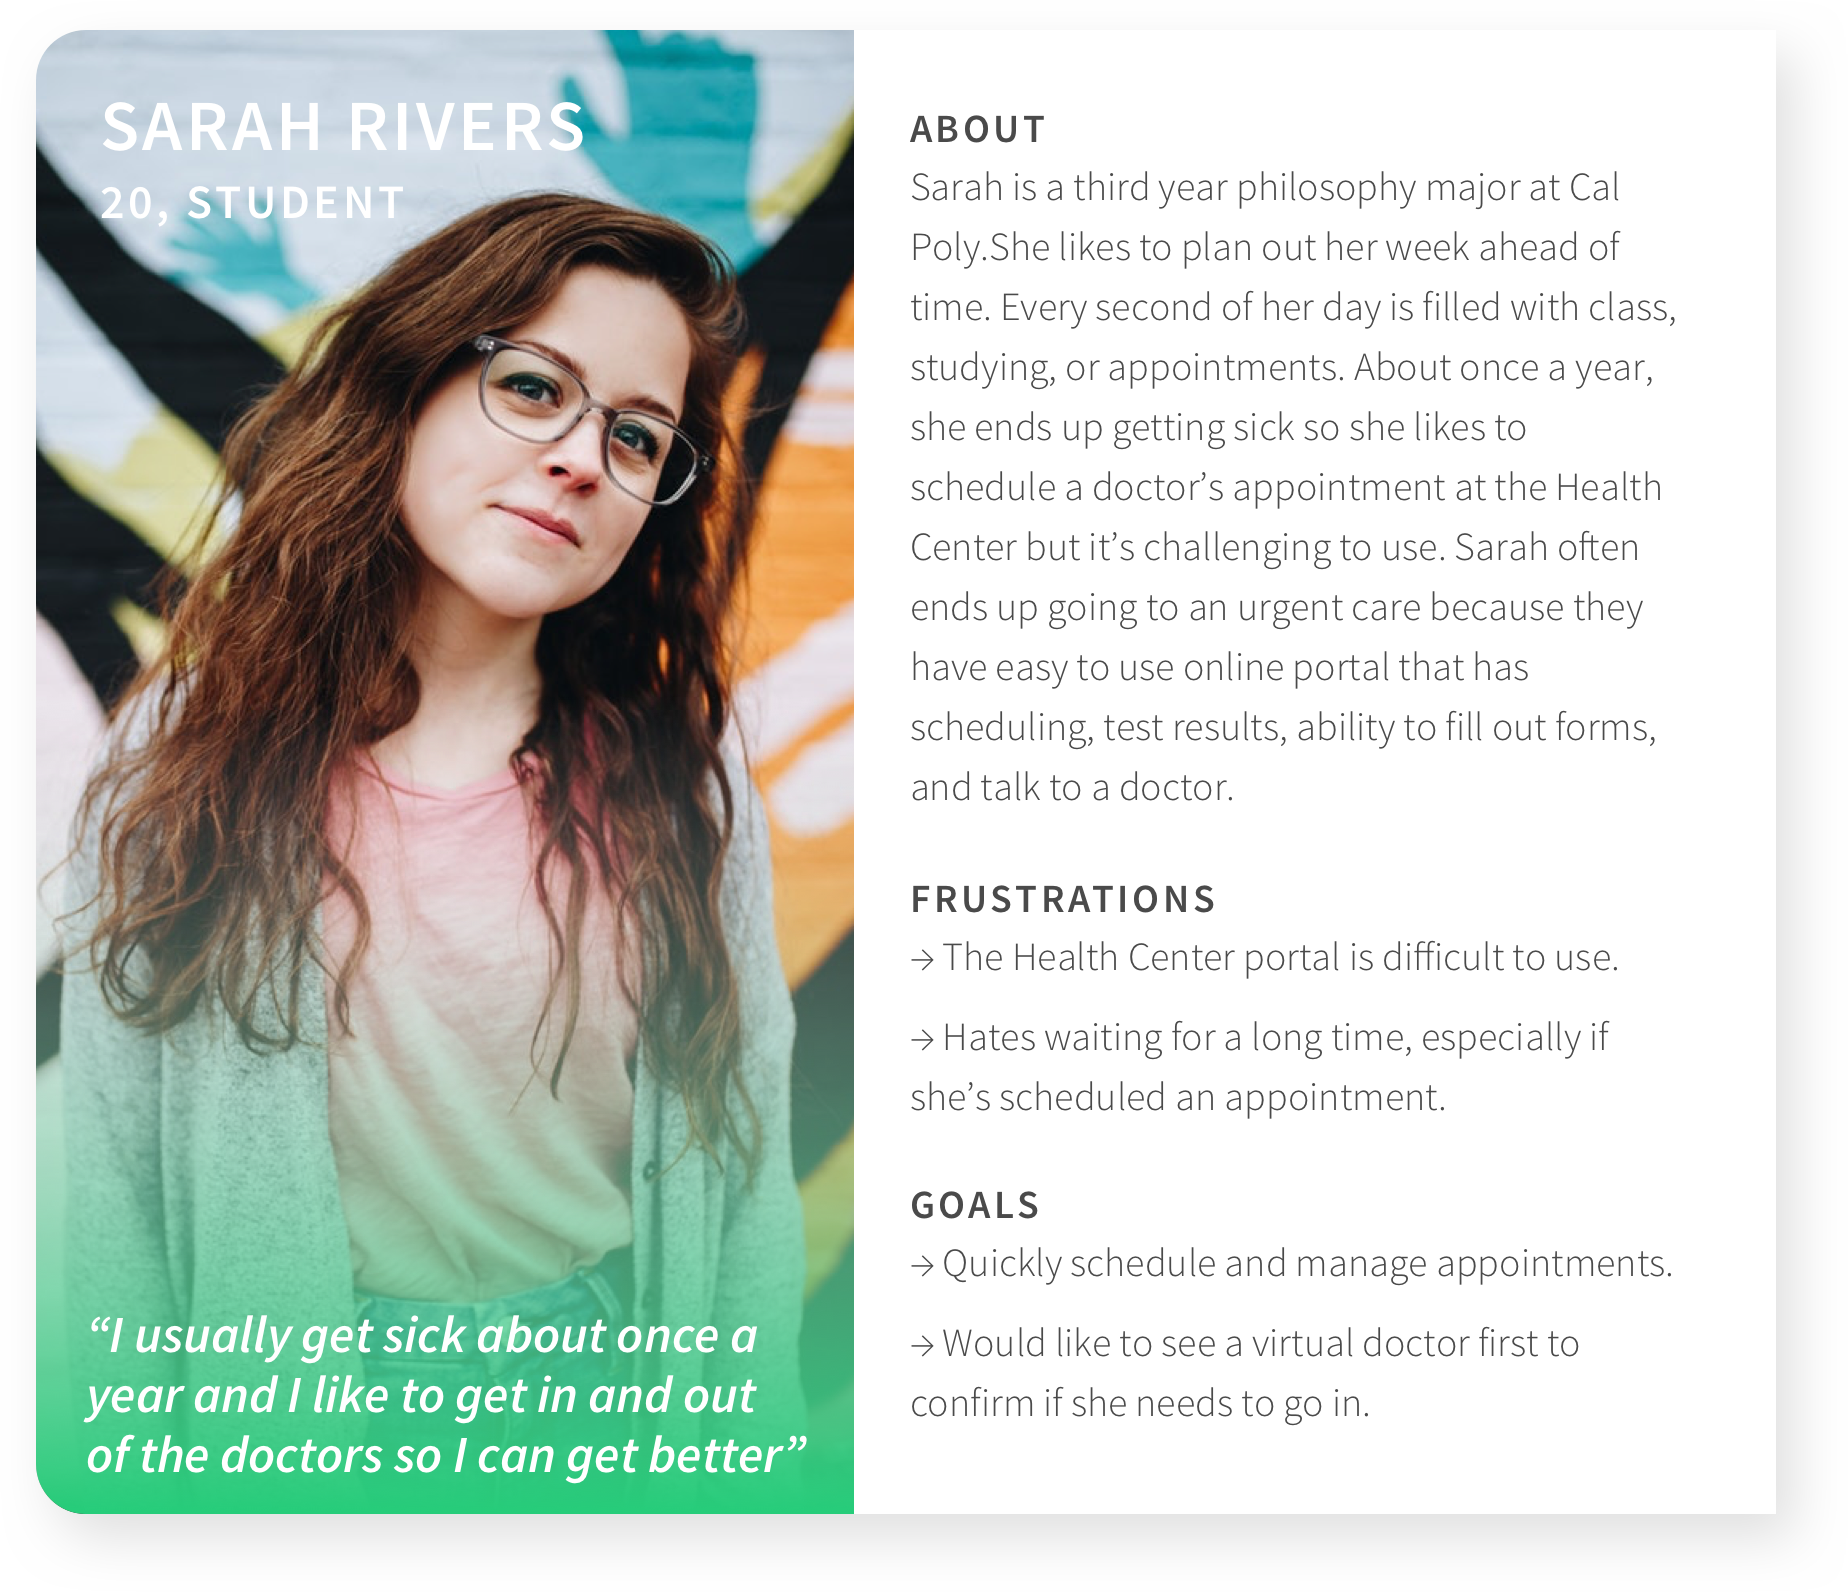 SARAH RIVERS
20, STUDENT
“I usually get sick about once a
year and I like to get in and out
of the doctors so I can get better”
ABOUT
Sarah is a third year philosophy major at Cal
Poly.She likes to plan out her week ahead of
time. Every second of her day is filled with class,
studying, or appointments. About once a year,
she ends up getting sick so she likes to
schedule a doctor’s appointment at the Health
Center but it’s challenging to use. Sarah often
ends up going to an urgent care because they
have easy to use online portal that has
scheduling, test results, ability to fill out forms,
and talk to a doctor.
FRUSTRATIONS
→ The Health Center portal is difficult to use.
→ Hates waiting for a long time, especially if
she’s scheduled an appointment.
GOALS
→ Quickly schedule and manage appointments.
→ Would like to see a virtual doctor first to
confirm if she needs to go in.